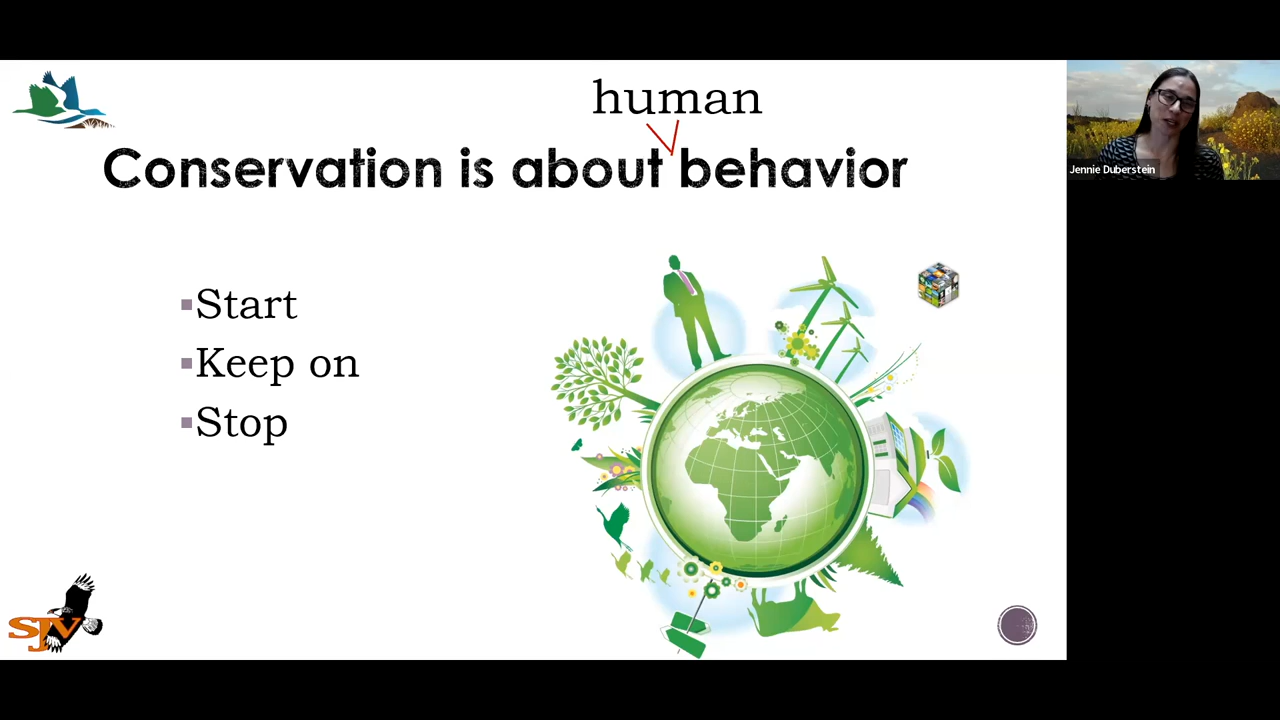 human
Conservation is about behavior
Start
Keep on
Stop
SJV
Jennie Duberstein